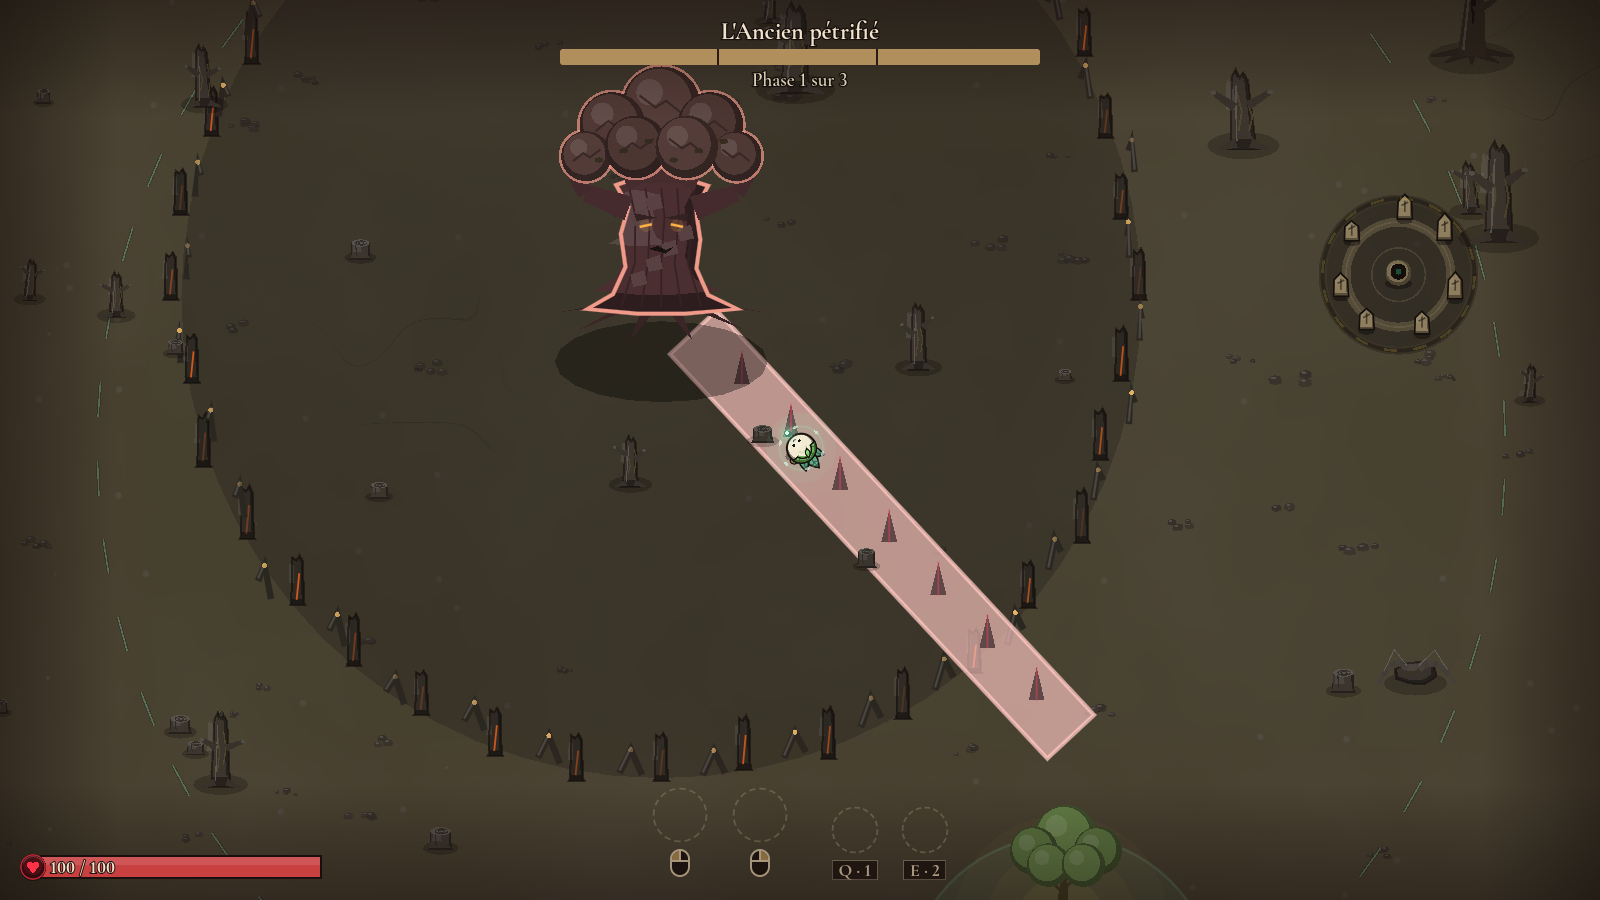 L'Ancien pétrifié
Phase 1 sur 3
100 / 100
Q · 1
E · 2